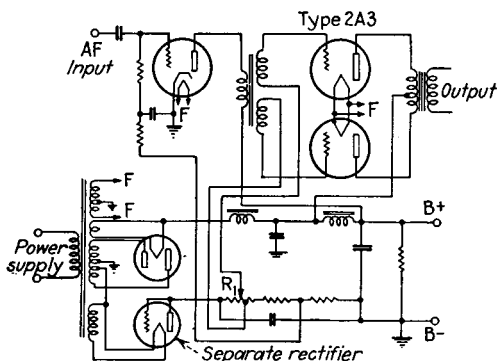 Type 2A3
AF
Input
F
F
Output
F
F
B+
Power
supply
R1
B-
Separate rectifier